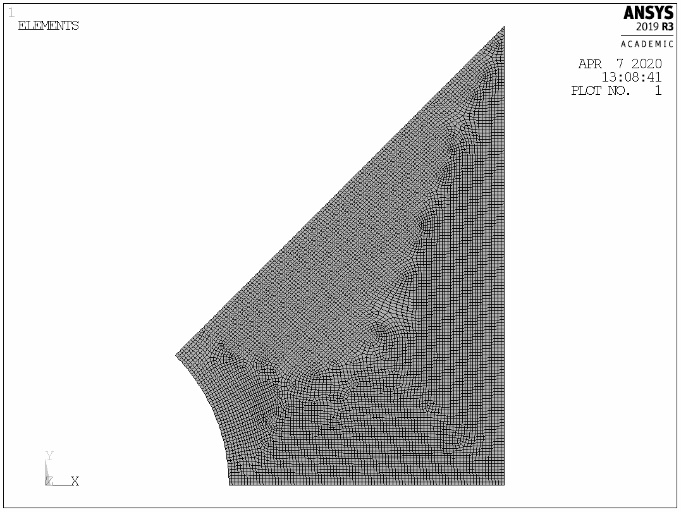 1
ELEMENTS
ANSYS
2019 R3
ACADEMIC
APR 7 2020
13:08:41
PLOT NO. 1
Y
Z X